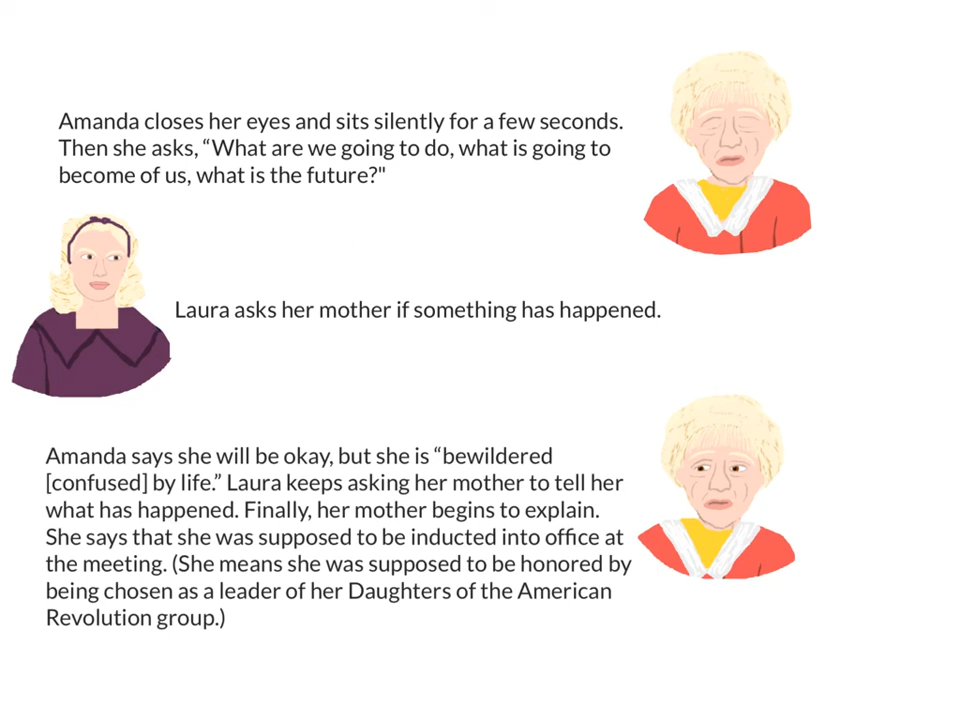 Amanda closes her eyes and sits silently for a few seconds.
Then she asks, “What are we going to do, what is going to
become of us, what is the future?"
Laura asks her mother if something has happened.
Amanda says she will be okay, but she is “bewildered
[confused] by life.” Laura keeps asking her mother to tell her
what has happened. Finally, her mother begins to explain.
She says that she was supposed to be inducted into office at
the meeting. (She means she was supposed to be honored by
being chosen as a leader of her Daughters of the American
Revolution group.)